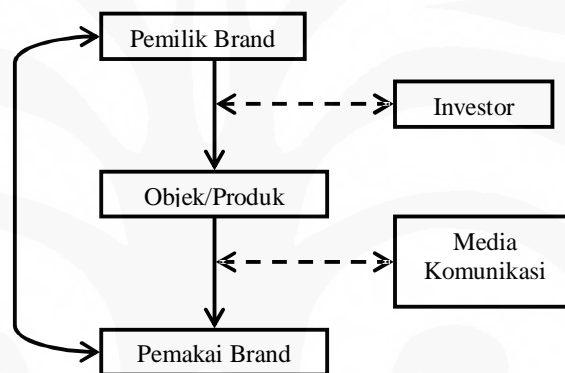 Pemilik Brand
Investor
Objek/Produk
Media
Komunikasi
Pemakai Brand